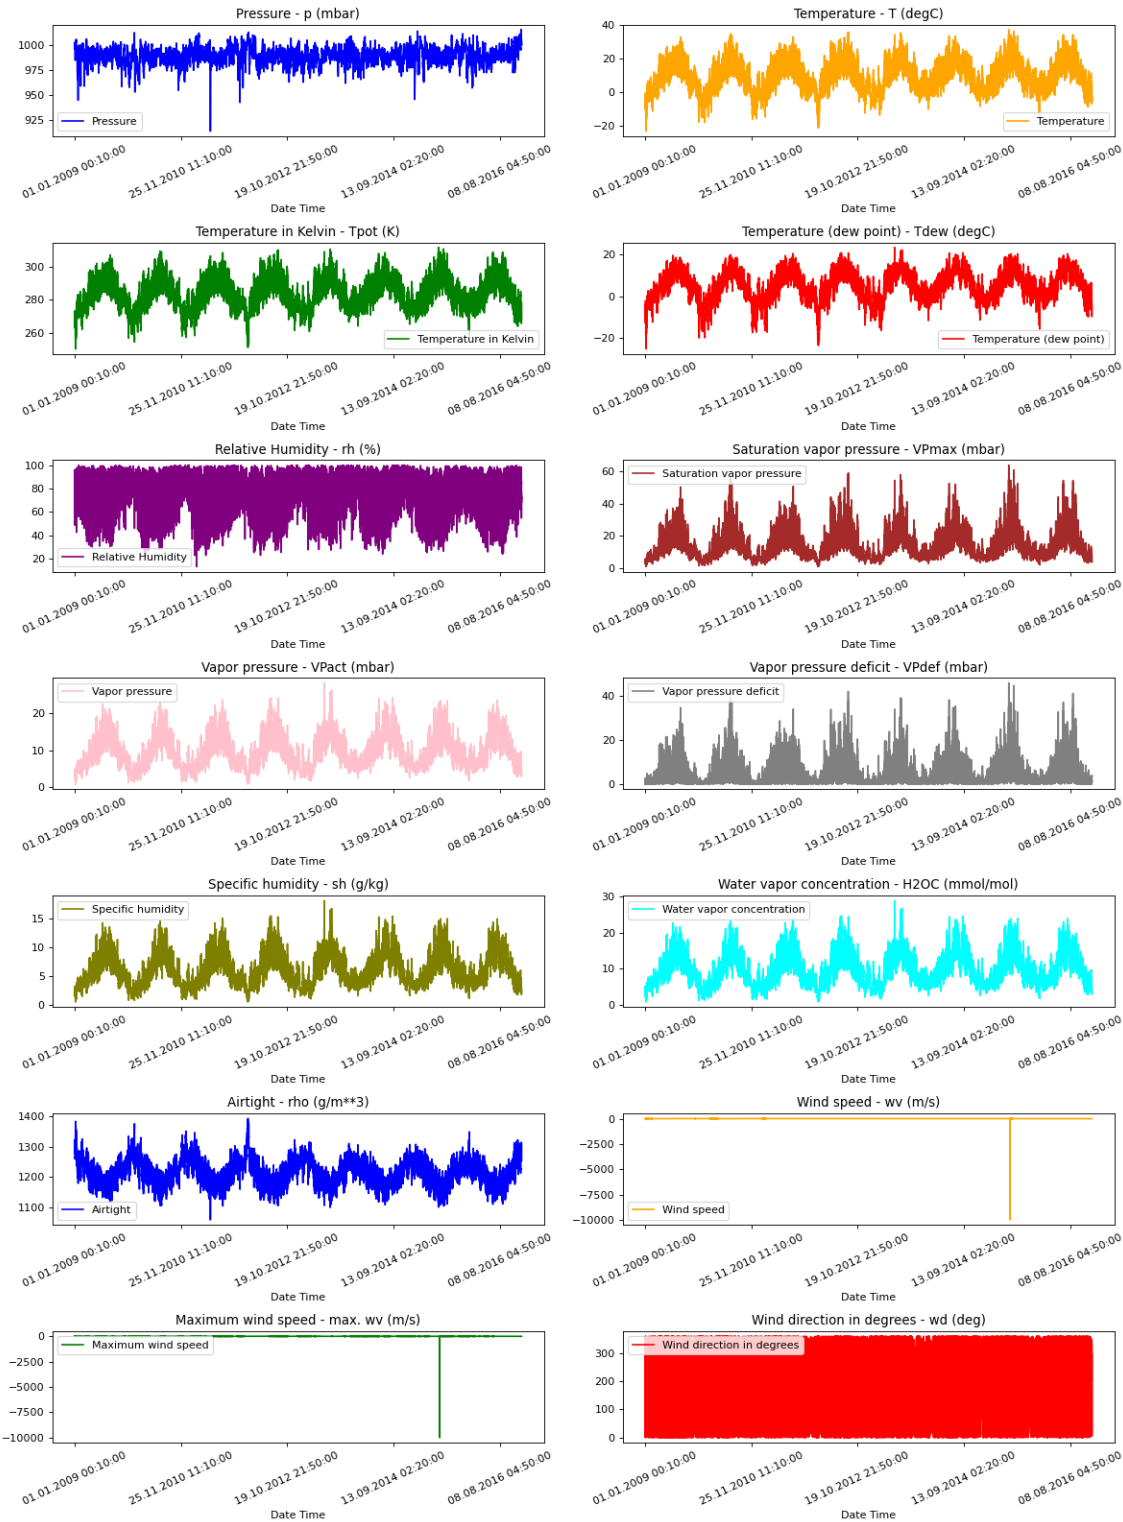 Pressure - p (mbar)
1000
975
950
925
Pressure
01.01.2009 00:10:00
25.11.2010 11:10:00
19.10.2012 21:50:00
13.09.2014 02:20:00
08.08.2016 04:50:00
Date Time
Temperature - T (degC)
40
20
0
−20
Temperature
01.01.2009 00:10:00
25.11.2010 11:10:00
19.10.2012 21:50:00
13.09.2014 02:20:00
08.08.2016 04:50:00
Date Time
Temperature in Kelvin - Tpot (K)
300
280
260
Temperature in Kelvin
01.01.2009 00:10:00
25.11.2010 11:10:00
19.10.2012 21:50:00
13.09.2014 02:20:00
08.08.2016 04:50:00
Date Time
Temperature (dew point) - Tdew (degC)
20
0
−20
Temperature (dew point)
01.01.2009 00:10:00
25.11.2010 11:10:00
19.10.2012 21:50:00
13.09.2014 02:20:00
08.08.2016 04:50:00
Date Time
Relative Humidity - rh (%)
100
80
60
40
20
Relative Humidity
01.01.2009 00:10:00
25.11.2010 11:10:00
19.10.2012 21:50:00
13.09.2014 02:20:00
08.08.2016 04:50:00
Date Time
Saturation vapor pressure - VPmax (mbar)
60
40
20
0
Saturation vapor pressure
01.01.2009 00:10:00
25.11.2010 11:10:00
19.10.2012 21:50:00
13.09.2014 02:20:00
08.08.2016 04:50:00
Date Time
Vapor pressure - VPact (mbar)
20
10
0
Vapor pressure
01.01.2009 00:10:00
25.11.2010 11:10:00
19.10.2012 21:50:00
13.09.2014 02:20:00
08.08.2016 04:50:00
Date Time
Vapor pressure deficit - VPdef (mbar)
40
20
0
Vapor pressure deficit
01.01.2009 00:10:00
25.11.2010 11:10:00
19.10.2012 21:50:00
13.09.2014 02:20:00
08.08.2016 04:50:00
Date Time
Specific humidity - sh (g/kg)
15
10
5
0
Specific humidity
01.01.2009 00:10:00
25.11.2010 11:10:00
19.10.2012 21:50:00
13.09.2014 02:20:00
08.08.2016 04:50:00
Date Time
Water vapor concentration - H2OC (mmol/mol)
30
20
10
0
Water vapor concentration
01.01.2009 00:10:00
25.11.2010 11:10:00
19.10.2012 21:50:00
13.09.2014 02:20:00
08.08.2016 04:50:00
Date Time
Airtight - rho (g/m**3)
1400
1300
1200
1100
Airtight
01.01.2009 00:10:00
25.11.2010 11:10:00
19.10.2012 21:50:00
13.09.2014 02:20:00
08.08.2016 04:50:00
Date Time
Wind speed - wv (m/s)
0
−2500
−5000
−7500
−10000
Wind speed
01.01.2009 00:10:00
25.11.2010 11:10:00
19.10.2012 21:50:00
13.09.2014 02:20:00
08.08.2016 04:50:00
Date Time
Maximum wind speed - max. wv (m/s)
0
−2500
−5000
−7500
−10000
Maximum wind speed
01.01.2009 00:10:00
25.11.2010 11:10:00
19.10.2012 21:50:00
13.09.2014 02:20:00
08.08.2016 04:50:00
Date Time
Wind direction in degrees - wd (deg)
300
200
100
0
Wind direction in degrees
01.01.2009 00:10:00
25.11.2010 11:10:00
19.10.2012 21:50:00
13.09.2014 02:20:00
08.08.2016 04:50:00
Date Time